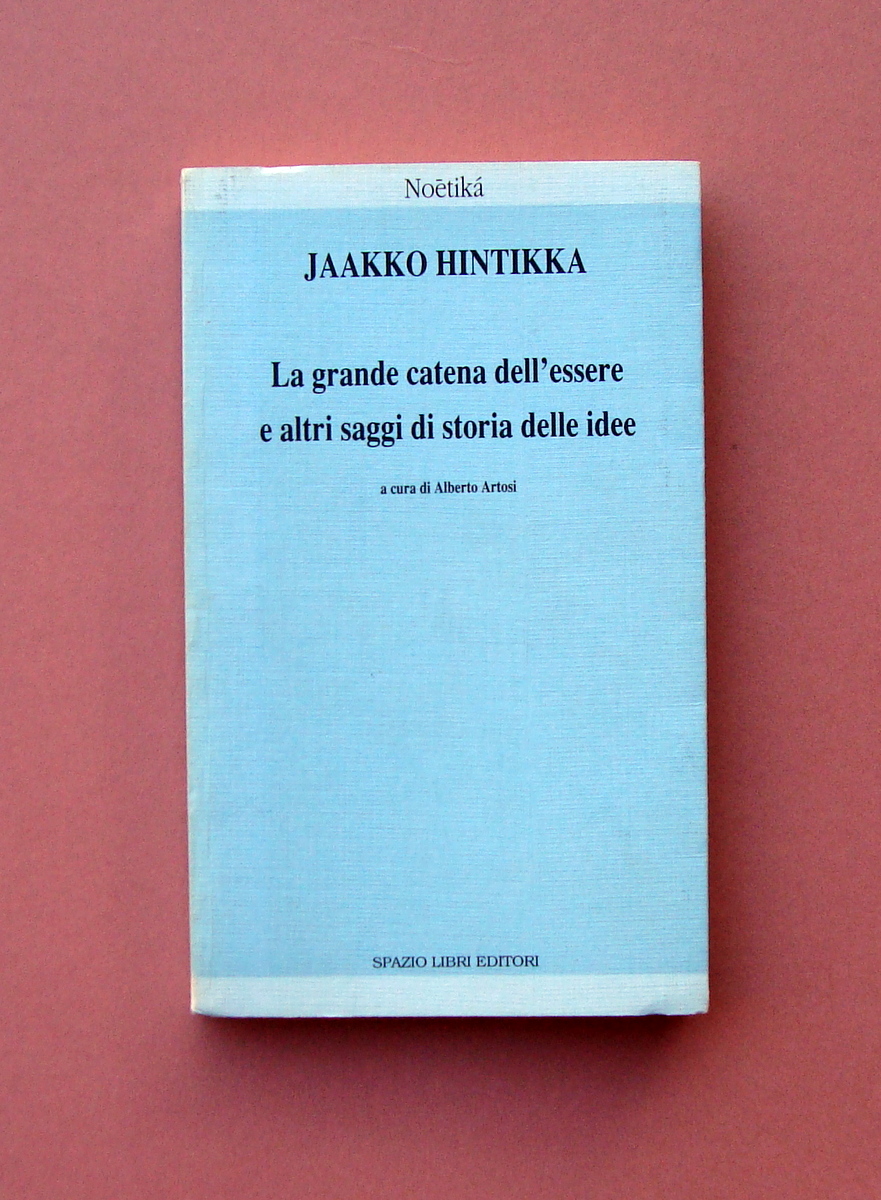 Noētiká
JAAKKO HINTIKKA
La grande catena dell'essere
e altri saggi di storia delle idee
a cura di Alberto Artosi
SPAZIO LIBRI EDITORI